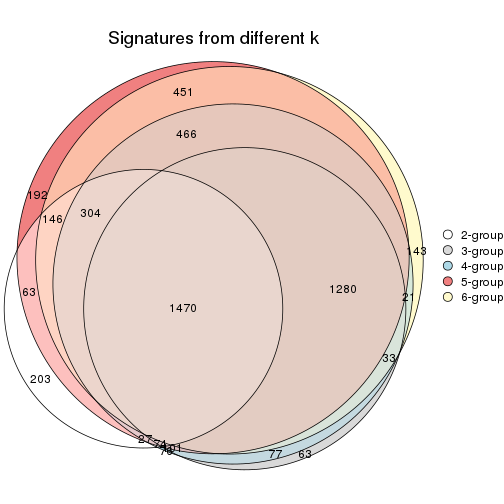 Signatures from different k
451
466
192
146
304
143
63
1280
21
1470
33
203
27
77
63
2-group
3-group
4-group
5-group
6-group